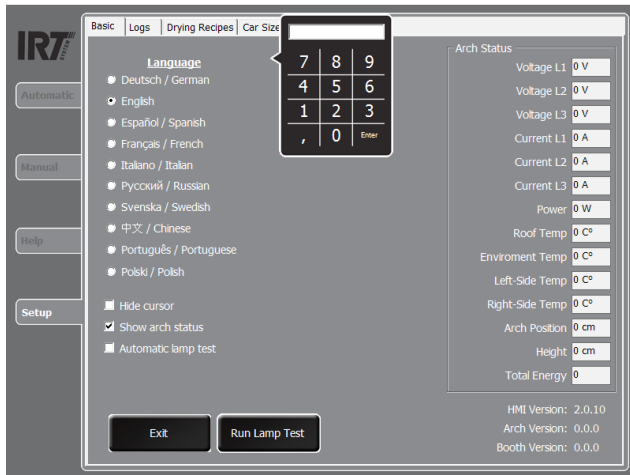 IRT
SYSTEM
Basic
Logs
Drying Recipes
Car Size
Automatic
Manual
Help
Setup
Language
Deutsch / German
English
Español / Spanish
Français / French
Italiano / Italian
Русский / Russian
Svenska / Swedish
中文 / Chinese
Português / Portuguese
Polski / Polish
Hide cursor
Show arch status
Automatic lamp test
Exit
Run Lamp Test
7 8 9
4 5 6
1 2 3
, 0 Enter
Arch Status
Voltage L1 0 V
Voltage L2 0 V
Voltage L3 0 V
Current L1 0 A
Current L2 0 A
Current L3 0 A
Power 0 W
Roof Temp 0 Cº
Enviroment Temp 0 Cº
Left-Side Temp 0 Cº
Right-Side Temp 0 Cº
Arch Position 0 cm
Height 0 cm
Total Energy 0
HMI Version: 2.0.10
Arch Version: 0.0.0
Booth Version: 0.0.0